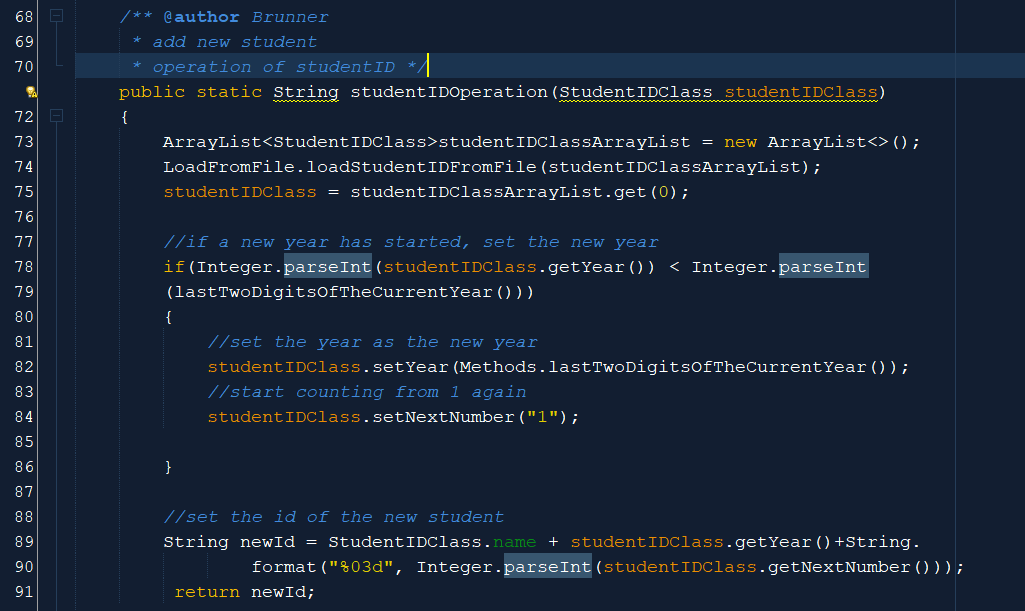 68 /** @author Brunner
69 * add new student
70 * operation of studentID */
public static String studentIDOperation(StudentIDClass studentIDClass)
72 {
73 ArrayList<StudentIDClass>studentIDClassArrayList = new ArrayList<>();
74 LoadFromFile.loadStudentIDFromFile(studentIDClassArrayList);
75 studentIDClass = studentIDClassArrayList.get(0);
76
77 //if a new year has started, set the new year
78 if(Integer.parseInt(studentIDClass.getYear()) < Integer.parseInt
79 (lastTwoDigitsOfTheCurrentYear()))
80 {
81 //set the year as the new year
82 studentIDClass.setYear(Methods.lastTwoDigitsOfTheCurrentYear());
83 //start counting from 1 again
84 studentIDClass.setNextNumber("1");
85
86 }
87
88 //set the id of the new student
89 String newId = StudentIDClass.name + studentIDClass.getYear()+String.
90 format("%03d", Integer.parseInt(studentIDClass.getNextNumber()));
91 return newId;